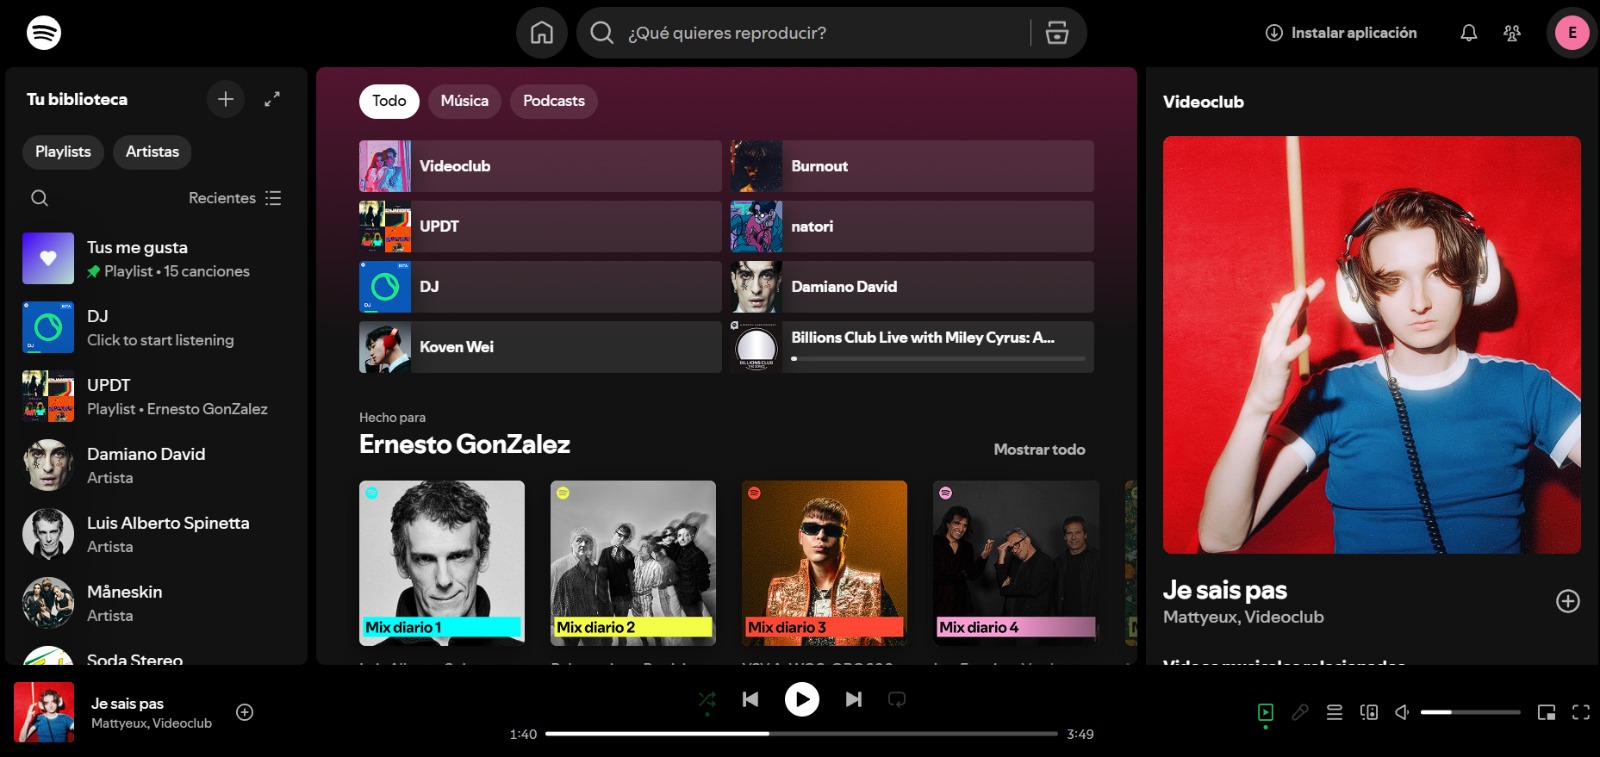 ¿Qué quieres reproducir?
Instalar aplicación
E
Tu biblioteca
Playlists
Artistas
Recientes
Tus me gusta
Playlist • 15 canciones
DJ
Click to start listening
UPDT
Playlist • Ernesto GonZalez
Damiano David
Artista
Luis Alberto Spinetta
Artista
Måneskin
Artista
Soda Stereo
Todo
Música
Podcasts
Videoclub
Burnout
UPDT
natori
DJ
Damiano David
Koven Wei
Billions Club Live with Miley Cyrus: A...
Hecho para
Ernesto GonZalez
Mostrar todo
Mix diario 1
Mix diario 2
Mix diario 3
Mix diario 4
Videoclub
Je sais pas
Mattyeux, Videoclub
Videos musicales relacionados
Je sais pas
Mattyeux, Videoclub
1:40
3:49